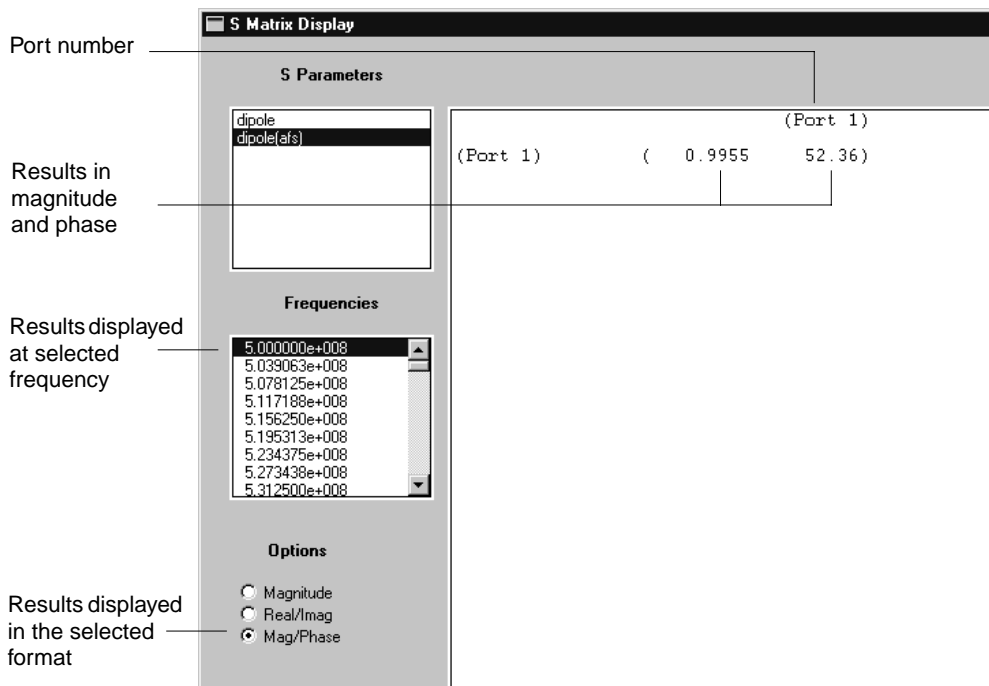 S Matrix Display
Port number
S Parameters
dipole
dipole(afs)
(Port 1)
(Port 1) ( 0.9955 52.36)
Results in
magnitude
and phase
Frequencies
Results displayed
at selected
frequency
5.000000e+008
5.039063e+008
5.078125e+008
5.117188e+008
5.156250e+008
5.195313e+008
5.234375e+008
5.273438e+008
5.312500e+008
Options
Magnitude
Real/Imag
Mag/Phase
Results displayed
in the selected
format